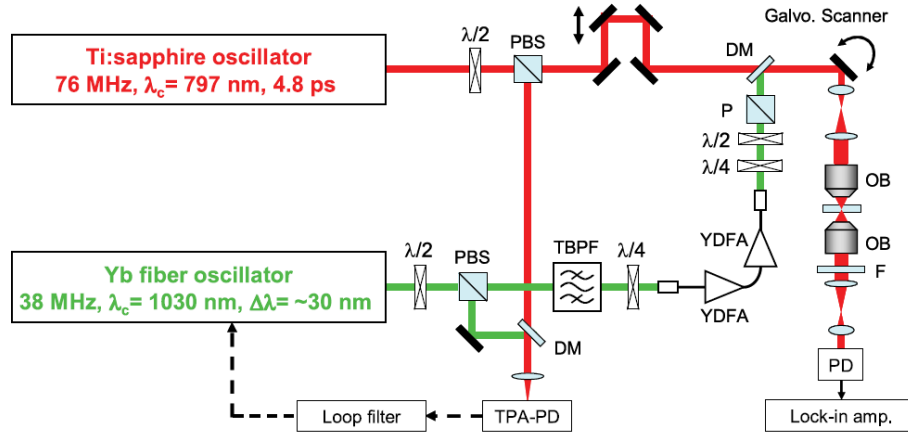 Galvo. Scanner
Ti:sapphire oscillator
76 MHz, λc= 797 nm, 4.8 ps
λ/2
PBS
DM
P
λ/2
λ/4
OB
OB
F
YDFA
YDFA
Yb fiber oscillator
38 MHz, λc= 1030 nm, Δλ= ~30 nm
λ/2
PBS
TBPF
λ/4
DM
PD
Loop filter
TPA-PD
Lock-in amp.